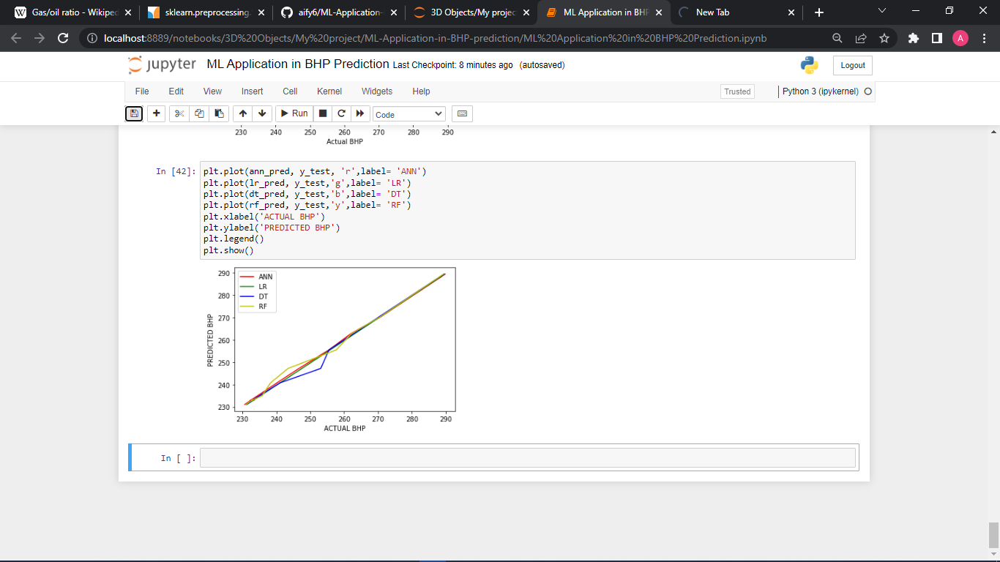 Gas/oil ratio - Wikiped
sklearn.preprocessing.
aify6/ML-Application-
3D Objects/My projec
ML Application in BHP
New Tab
localhost:8889/notebooks/3D%20Objects/My%20project/ML-Application-in-BHP-prediction/ML%20Application%20in%20BHP%20Prediction.ipynb
A
jupyter ML Application in BHP Prediction Last Checkpoint: 8 minutes ago (autosaved)
Logout
File Edit View Insert Cell Kernel Widgets Help
Trusted
Python 3 (ipykernel)
Run
Code
230 240 250 260 270 280 290
Actual BHP
In [42]:
plt.plot(ann_pred, y_test, 'r',label= 'ANN')
plt.plot(lr_pred, y_test,'g',label= 'LR')
plt.plot(dt_pred, y_test,'b',label= 'DT')
plt.plot(rf_pred, y_test,'y',label= 'RF')
plt.xlabel('ACTUAL BHP')
plt.ylabel('PREDICTED BHP')
plt.legend()
plt.show()
ANN
LR
DT
RF
290
280
270
260
250
240
230
PREDICTED BHP
230 240 250 260 270 280 290
ACTUAL BHP
In [ ]: